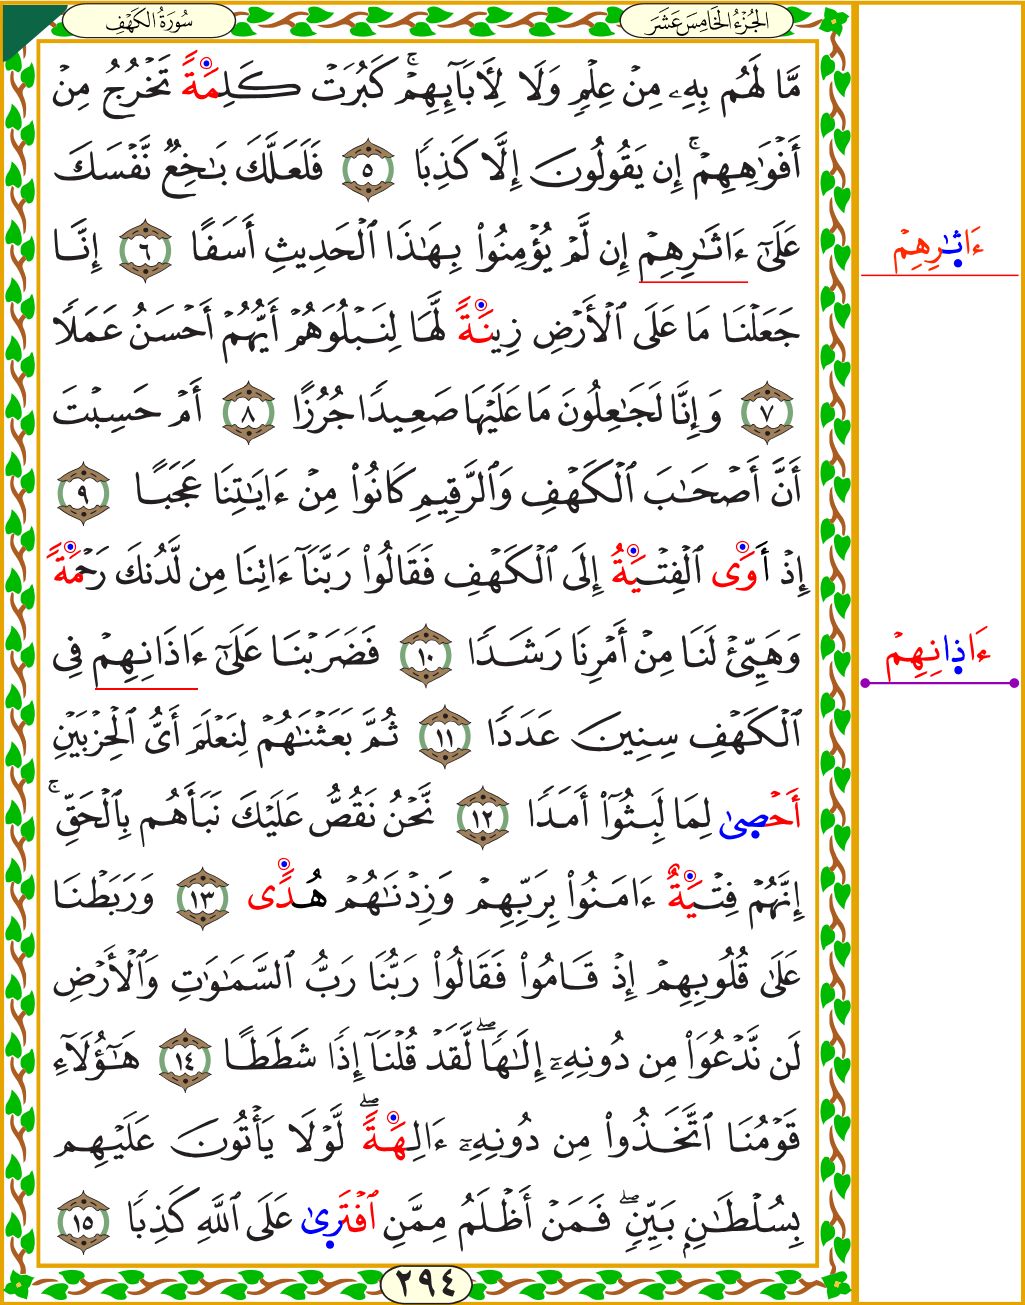 الجُزْءُ الخَامِسَ عَشَرَ
سُورَةُ الكَهْفِ
مَّا لَهُم بِهِۦ مِنْ عِلْمٍ وَلَا لِأٓبَآئِهِمْۚ كَبُرَتْ كَلِمَةً تَخْرُجُ مِنْ
أَفْوَٰهِهِمْۚ إِن يَقُولُونَ إِلَّا كَذِبًا ٥ فَلَعَلَّكَ بَٰخِعٌ نَّفْسَكَ
عَلَىٰٓ ءَاثَٰرِهِمْ إِن لَّمْ يُؤْمِنُوا۟ بِهَٰذَا ٱلْحَدِيثِ أَسَفًا ٦ إِنَّا
ءَاثَٰرِهِمْ
جَعَلْنَا مَا عَلَى ٱلْأَرْضِ زِينَةً لَّهَا لِنَبْلُوَهُمْ أَيُّهُمْ أَحْسَنُ عَمَلًا
٧ وَإِنَّا لَجَٰعِلُونَ مَا عَلَيْهَا صَعِيدًا جُرُزًا ٨ أَمْ حَسِبْتَ
أَنَّ أَصْحَٰبَ ٱلْكَهْفِ وَٱلرَّقِيمِ كَانُوا۟ مِنْ ءَايَٰتِنَا عَجَبًا ٩
إِذْ أَوَى ٱلْفِتْيَةُ إِلَى ٱلْكَهْفِ فَقَالُوا۟ رَبَّنَآ ءَاتِنَا مِن لَّدُنكَ رَحْمَةً
وَهَيِّئْ لَنَا مِنْ أَمْرِنَا رَشَدًا ١٠ فَضَرَبْنَا عَلَىٰٓ ءَاذَانِهِمْ فِى
ءَاذَانِهِمْ
ٱلْكَهْفِ سِنِينَ عَدَدًا ١١ ثُمَّ بَعَثْنَٰهُمْ لِنَعْلَمَ أَىُّ ٱلْحِزْبَيْنِ
أَحْصَىٰ لِمَا لَبِثُوٓا۟ أَمَدًا ١٢ نَّحْنُ نَقُصُّ عَلَيْكَ نَبَأَهُم بِٱلْحَقِّۚ
إِنَّهُمْ فِتْيَةٌ ءَامَنُوا۟ بِرَبِّهِمْ وَزِدْنَٰهُمْ هُدًى ١٣ وَرَبَطْنَا
عَلَىٰ قُلُوبِهِمْ إِذْ قَامُوا۟ فَقَالُوا۟ رَبُّنَا رَبُّ ٱلسَّمَٰوَٰتِ وَٱلْأَرْضِ
لَن نَّدْعُوَا۟ مِن دُونِهِۦٓ إِلَٰهًاۖ لَّقَدْ قُلْنَآ إِذًا شَطَطًا ١٤ هَٰٓؤُلَآءِ
قَوْمُنَا ٱتَّخَذُوا۟ مِن دُونِهِۦٓ ءَالِهَةًۖ لَّوْلَا يَأْتُونَ عَلَيْهِم
بِسُلْطَٰنٍۭ بَيِّنٍۖ فَمَنْ أَظْلَمُ مِمَّنِ ٱفْتَرَىٰ عَلَى ٱللَّهِ كَذِبًا ١٥
٢٩٤